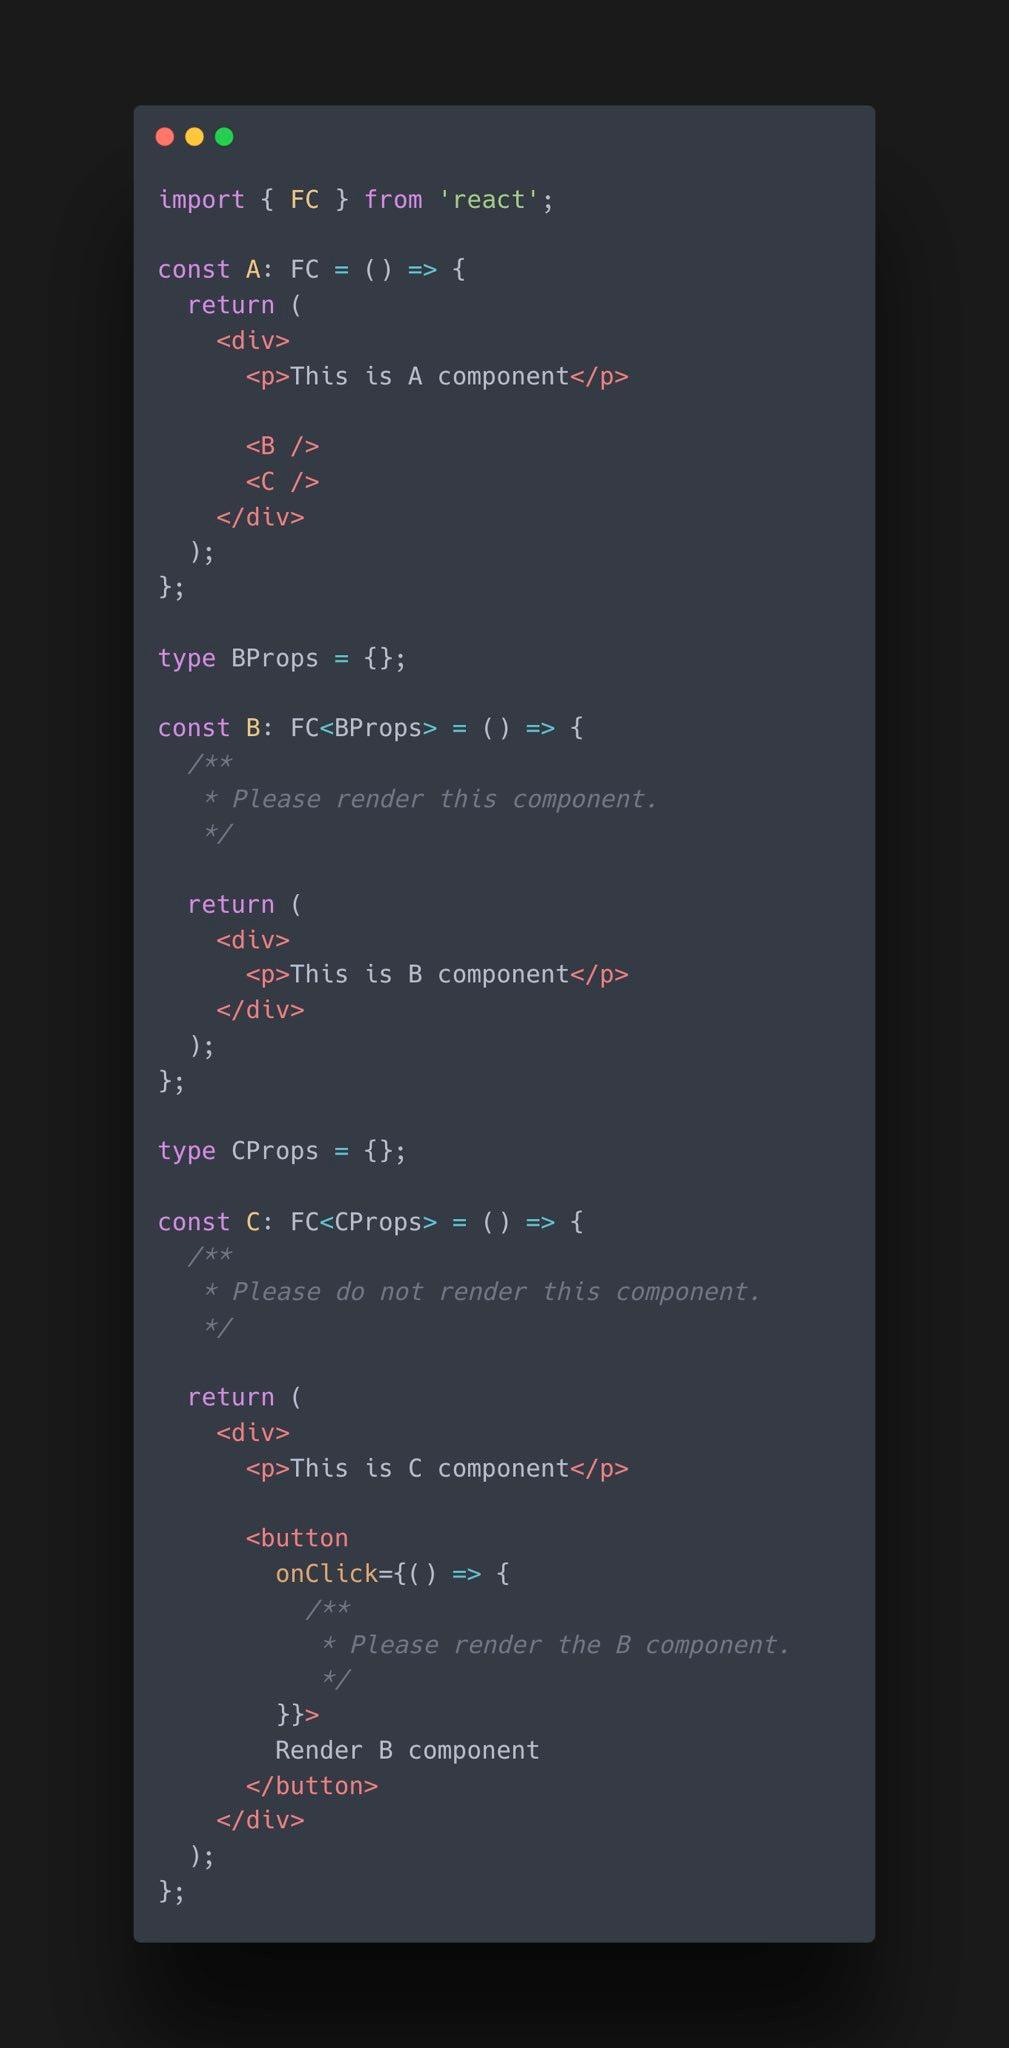 import { FC } from 'react';
const A: FC = () => {
  return (
    <div>
      <p>This is A component</p>
      <B />
      <C />
    </div>
  );
};
type BProps = {};
const B: FC<BProps> = () => {
  /**
   * Please render this component.
   */
  return (
    <div>
      <p>This is B component</p>
    </div>
  );
};
type CProps = {};
const C: FC<CProps> = () => {
  /**
   * Please do not render this component.
   */
  return (
    <div>
      <p>This is C component</p>
      <button
        onClick={() => {
          /**
           * Please render the B component.
           */
        }}>
        Render B component
      </button>
    </div>
  );
};